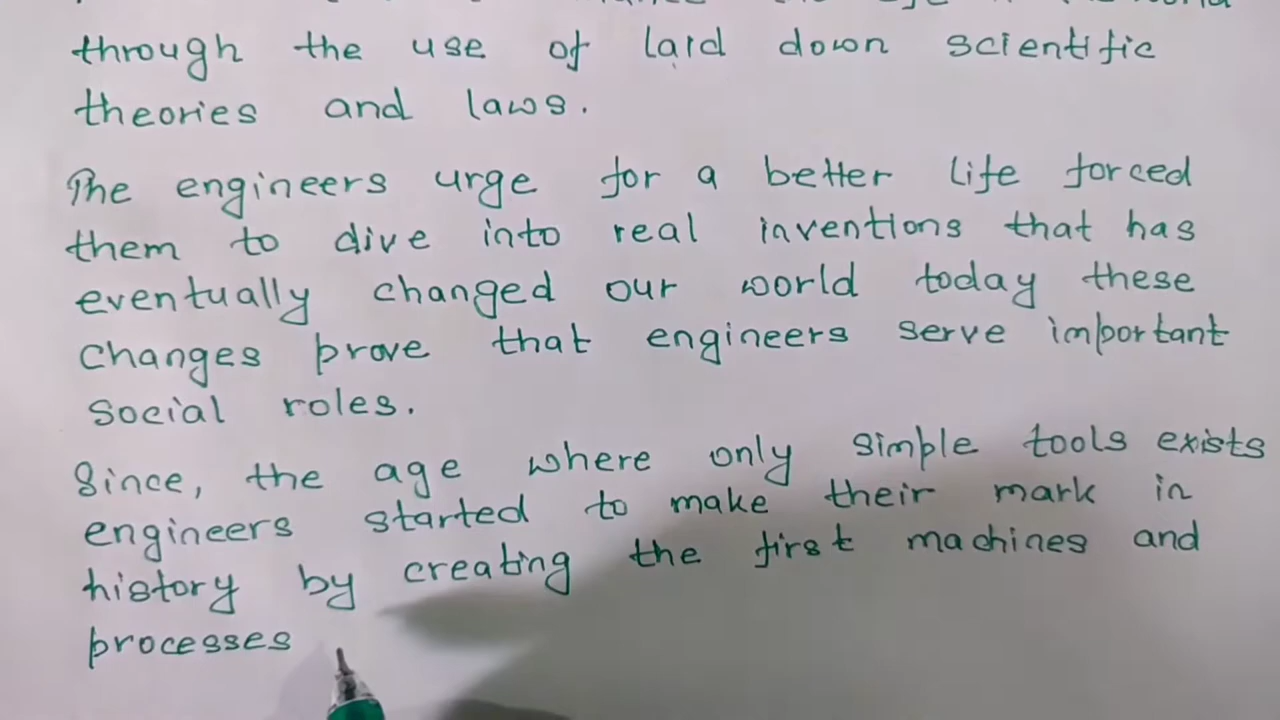 through the use of laid down scientific
theories and laws.
The engineers urge for a better life forced
them to dive into real inventions that has
eventually changed our world today these
changes prove that engineers serve important
social roles.
Since, the age where only simple tools exists
engineers started to make their mark in
history by creating the first machines and
processes